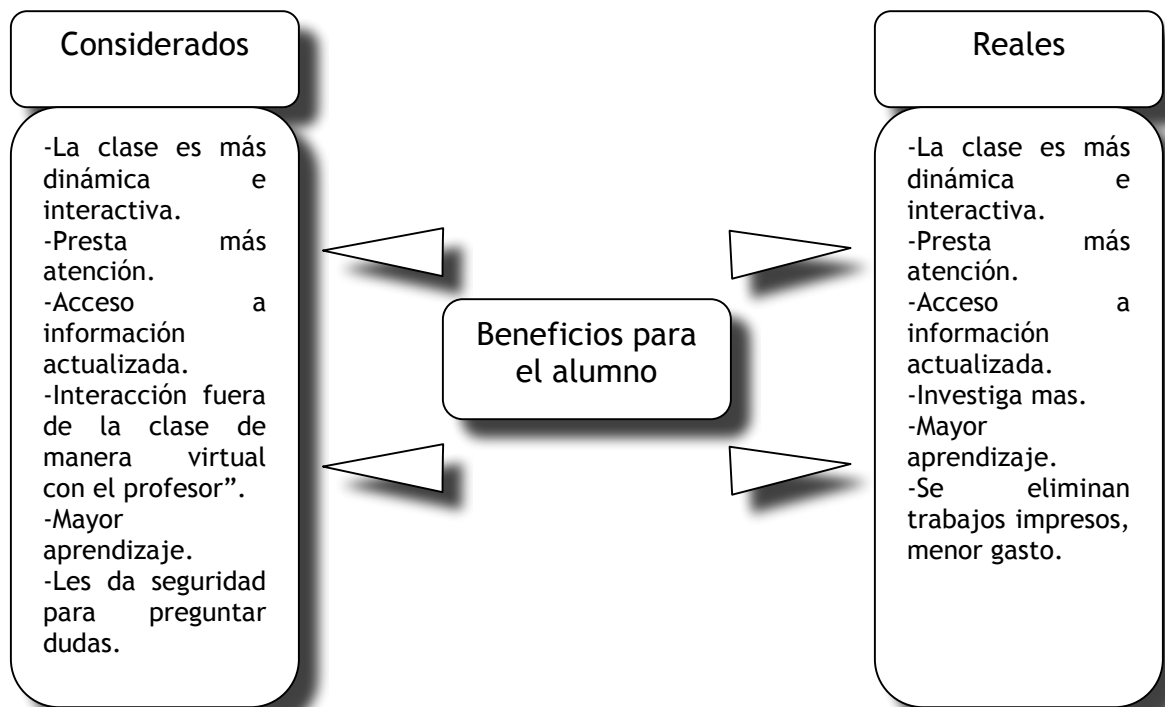 Considerados
-La clase es más
dinámica e
interactiva.
-Presta más
atención.
-Acceso a
información
actualizada.
-Interacción fuera
de la clase de
manera virtual
con el profesor”.
-Mayor
aprendizaje.
-Les da seguridad
para preguntar
dudas.
Beneficios para
el alumno
Reales
-La clase es más
dinámica e
interactiva.
-Presta más
atención.
-Acceso a
información
actualizada.
-Investiga mas.
-Mayor
aprendizaje.
-Se eliminan
trabajos impresos,
menor gasto.